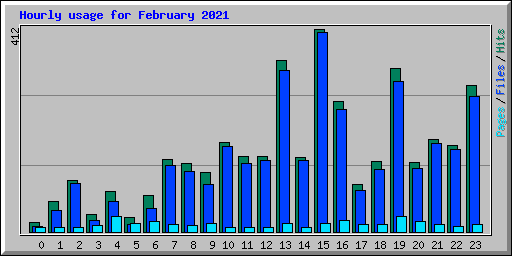 Hourly usage for February 2021
412
Pages/Files/Hits
0 1 2 3 4 5 6 7 8 9 10 11 12 13 14 15 16 17 18 19 20 21 22 23